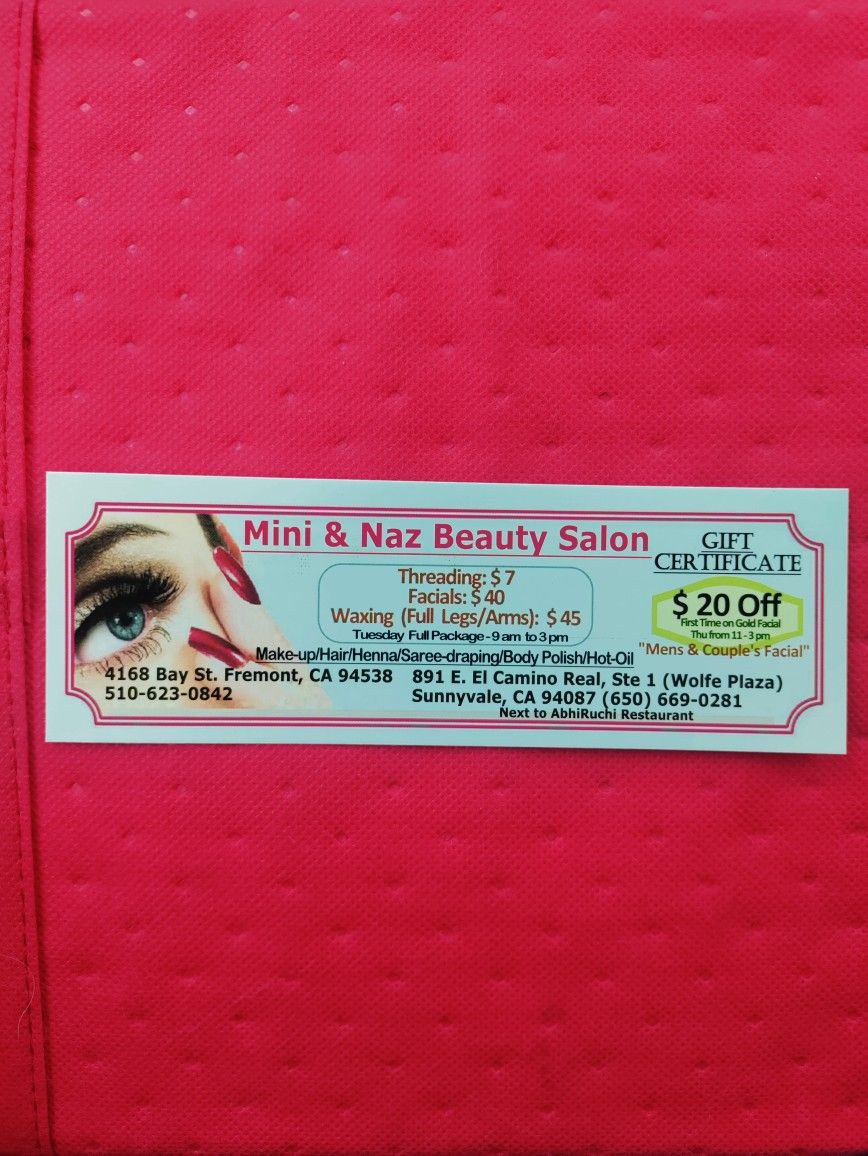 Mini & Naz Beauty Salon
GIFT
CERTIFICATE
Threading: $ 7
Facials: $ 40
Waxing (Full Legs/Arms): $ 45
Tuesday Full Package - 9 am to 3 pm
$ 20 Off
First Time on Gold Facial
Thu from 11 - 3 pm
"Mens & Couple's Facial"
Make-up/Hair/Henna/Saree-draping/Body Polish/Hot-Oil
4168 Bay St. Fremont, CA 94538
510-623-0842
891 E. El Camino Real, Ste 1 (Wolfe Plaza)
Sunnyvale, CA 94087 (650) 669-0281
Next to AbhiRuchi Restaurant